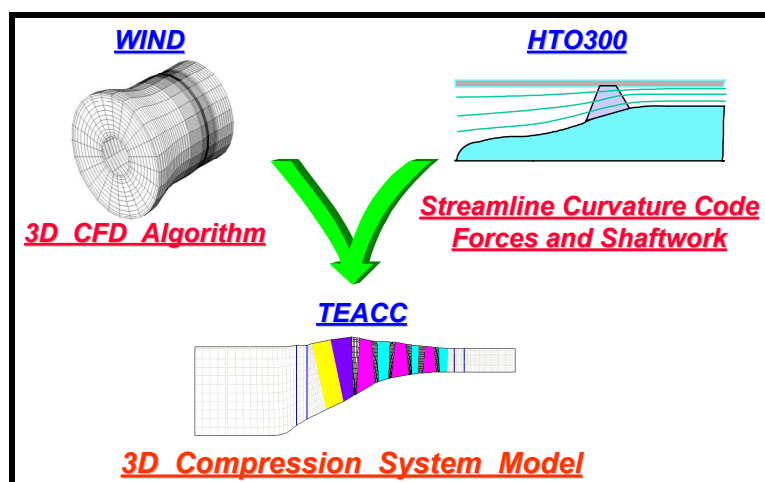 WIND
HTO300
3D CFD Algorithm
Streamline Curvature Code
Forces and Shaftwork
TEACC
3D Compression System Model